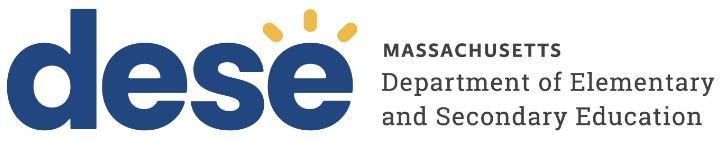 dese
MASSACHUSETTS
Department of Elementary
and Secondary Education